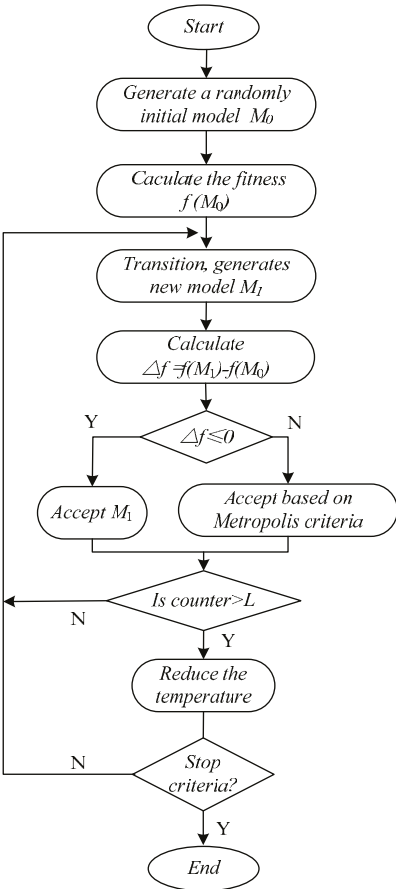 Start
Generate a randomly
initial model M0
Caculate the fitness
f (M0)
Transition, generates
new model M1
Calculate
△f=f(M1)-f(M0)
Y
△f≤0
N
Accept M1
Accept based on
Metropolis criteria
Is counter>L
N
Y
Reduce the
temperature
N
Stop
criteria?
Y
End